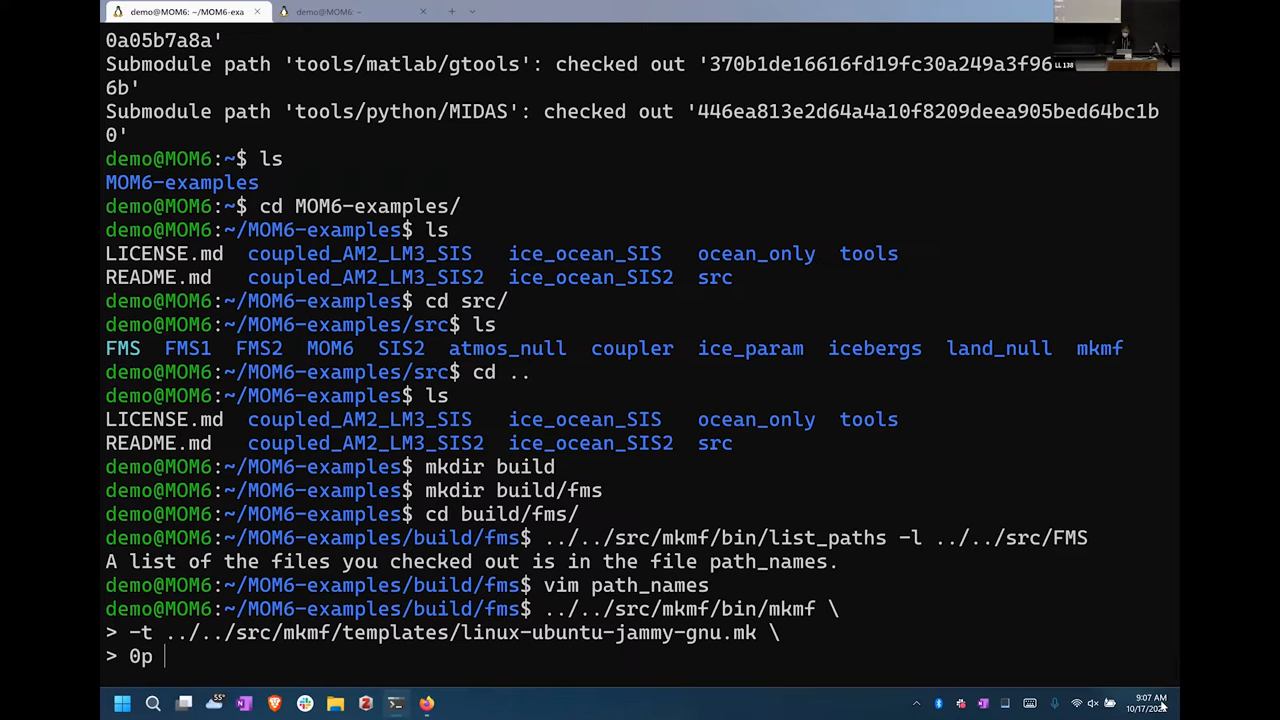 demo@MOM6: ~/MOM6-exa
demo@MOM6: ~
0a05b7a8a'
Submodule path 'tools/matlab/gtools': checked out '370b1de16616fd19fc30a249a3f96
6b'
Submodule path 'tools/python/MIDAS': checked out '446ea813e2d64a4a10f8209deea905bed64bc1b
0'
demo@MOM6:~$ ls
MOM6-examples
demo@MOM6:~$ cd MOM6-examples/
demo@MOM6:~/MOM6-examples$ ls
LICENSE.md coupled_AM2_LM3_SIS ice_ocean_SIS ocean_only tools
README.md coupled_AM2_LM3_SIS2 ice_ocean_SIS2 src
demo@MOM6:~/MOM6-examples$ cd src/
demo@MOM6:~/MOM6-examples/src$ ls
FMS FMS1 FMS2 MOM6 SIS2 atmos_null coupler ice_param icebergs land_null mkmf
demo@MOM6:~/MOM6-examples/src$ cd ..
demo@MOM6:~/MOM6-examples$ ls
LICENSE.md coupled_AM2_LM3_SIS ice_ocean_SIS ocean_only tools
README.md coupled_AM2_LM3_SIS2 ice_ocean_SIS2 src
demo@MOM6:~/MOM6-examples$ mkdir build
demo@MOM6:~/MOM6-examples$ mkdir build/fms
demo@MOM6:~/MOM6-examples$ cd build/fms/
demo@MOM6:~/MOM6-examples/build/fms$ ../../src/mkmf/bin/list_paths -l ../../src/FMS
A list of the files you checked out is in the file path_names.
demo@MOM6:~/MOM6-examples/build/fms$ vim path_names
demo@MOM6:~/MOM6-examples/build/fms$ ../../src/mkmf/bin/mkmf \
> -t ../../src/mkmf/templates/linux-ubuntu-jammy-gnu.mk \
> 0p
LL 138
55°
9:07 AM